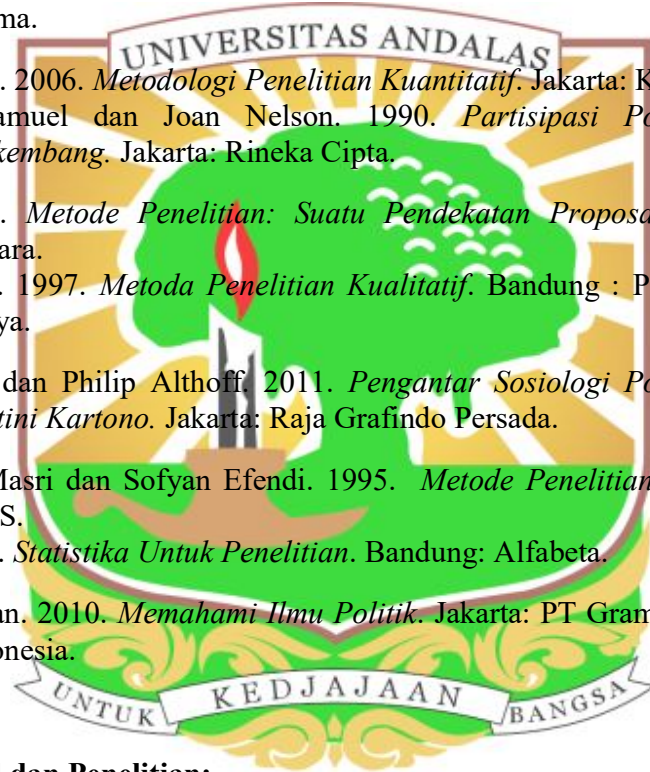 ma.
UNIVERSITAS ANDALAS
. 2006. Metodologi Penelitian Kuantitatif. Jakarta: K
amuel dan Joan Nelson. 1990. Partisipasi Po
kembang. Jakarta: Rineka Cipta.
. Metode Penelitian: Suatu Pendekatan Proposa
ara.
. 1997. Metoda Penelitian Kualitatif. Bandung : P
ya.
dan Philip Althoff. 2011. Pengantar Sosiologi Po
tini Kartono. Jakarta: Raja Grafindo Persada.
Masri dan Sofyan Efendi. 1995. Metode Penelitian
S.
. Statistika Untuk Penelitian. Bandung: Alfabeta.
an. 2010. Memahami Ilmu Politik. Jakarta: PT Gram
onesia.
UNTUK KEDJAJAAN BANGSA
dan Penelitian: